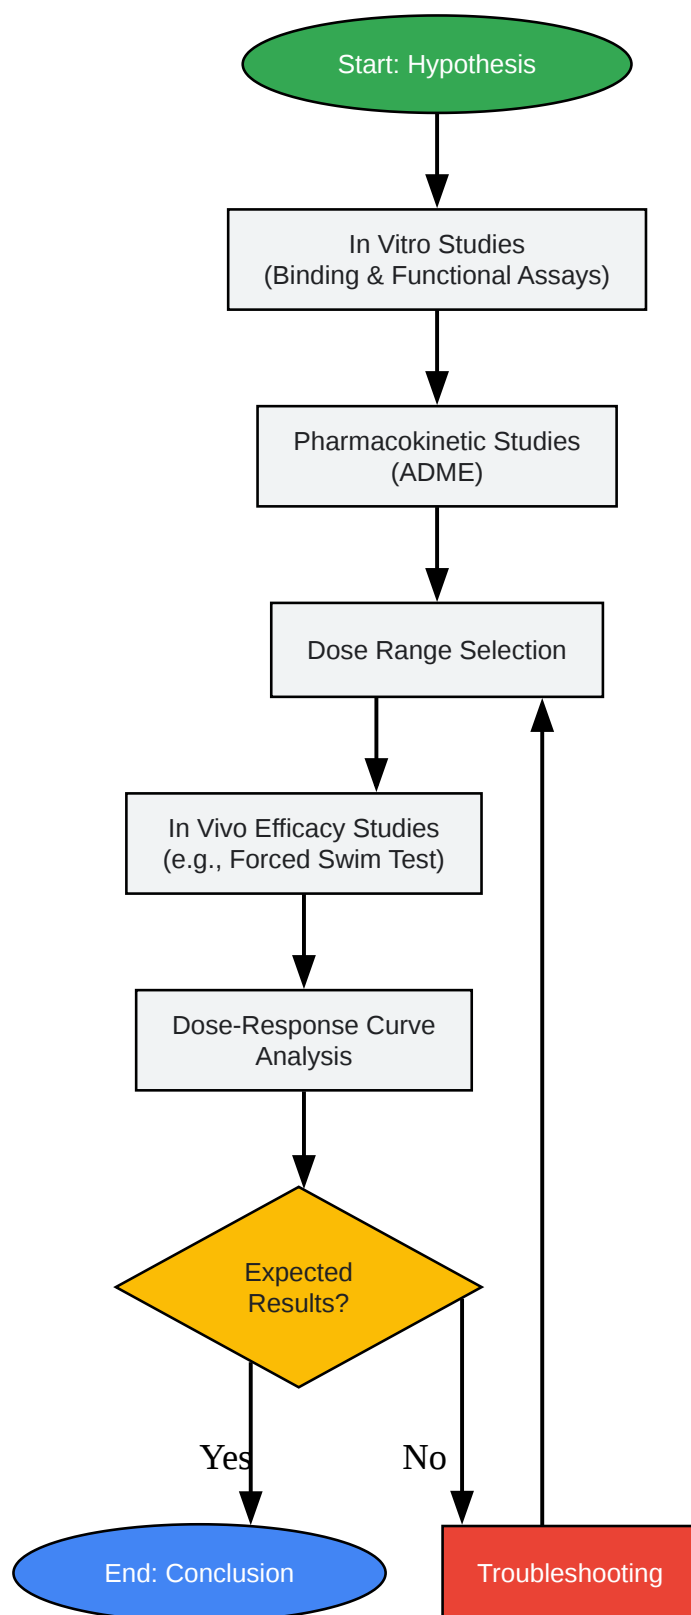 Start: Hypothesis
In Vitro Studies
(Binding & Functional Assays)
Pharmacokinetic Studies
(ADME)
Dose Range Selection
In Vivo Efficacy Studies
(e.g., Forced Swim Test)
Dose-Response Curve
Analysis
Expected
Results?
Yes
No
End: Conclusion
Troubleshooting